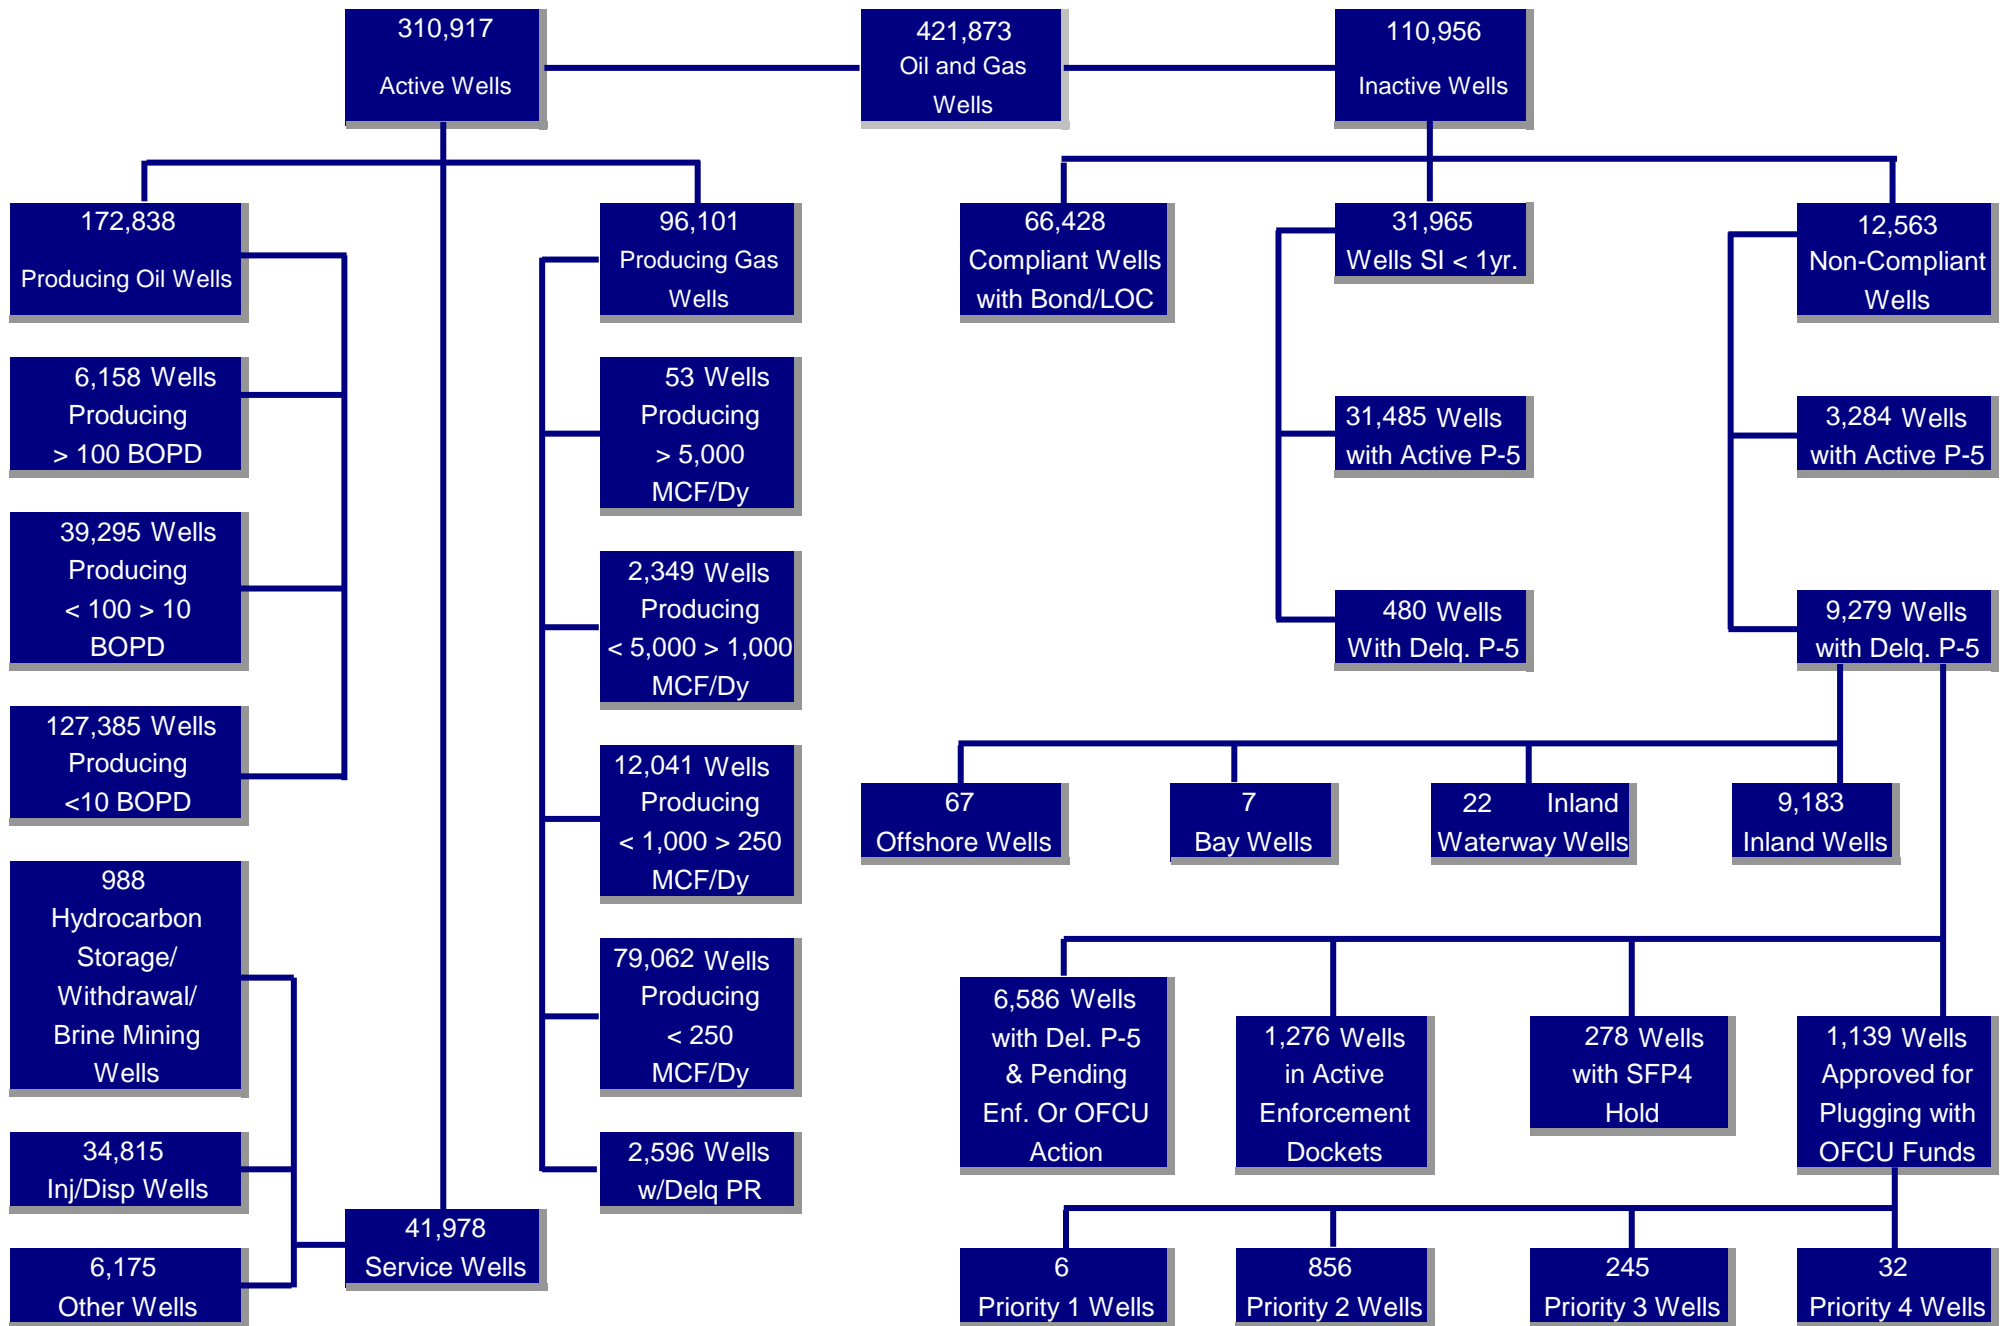 310,917
Active Wells
421,873
Oil and Gas
Wells
110,956
Inactive Wells
172,838
Producing Oil Wells
96,101
Producing Gas
Wells
66,428
Compliant Wells
with Bond/LOC
31,965
Wells SI < 1yr.
12,563
Non-Compliant
Wells
6,158 Wells
Producing
> 100 BOPD
53 Wells
Producing
> 5,000
MCF/Dy
31,485 Wells
with Active P-5
3,284 Wells
with Active P-5
39,295 Wells
Producing
< 100 > 10
BOPD
2,349 Wells
Producing
< 5,000 > 1,000
MCF/Dy
480 Wells
With Delq. P-5
9,279 Wells
with Delq. P-5
127,385 Wells
Producing
<10 BOPD
12,041 Wells
Producing
< 1,000 > 250
MCF/Dy
67
Offshore Wells
7
Bay Wells
22 Inland
Waterway Wells
9,183
Inland Wells
988
Hydrocarbon
Storage/
Withdrawal/
Brine Mining
Wells
79,062 Wells
Producing
< 250
MCF/Dy
6,586 Wells
with Del. P-5
& Pending
Enf. Or OFCU
Action
1,276 Wells
in Active
Enforcement
Dockets
278 Wells
with SFP4
Hold
1,139 Wells
Approved for
Plugging with
OFCU Funds
34,815
Inj/Disp Wells
2,596 Wells
w/Delq PR
41,978
Service Wells
6,175
Other Wells
6
Priority 1 Wells
856
Priority 2 Wells
245
Priority 3 Wells
32
Priority 4 Wells